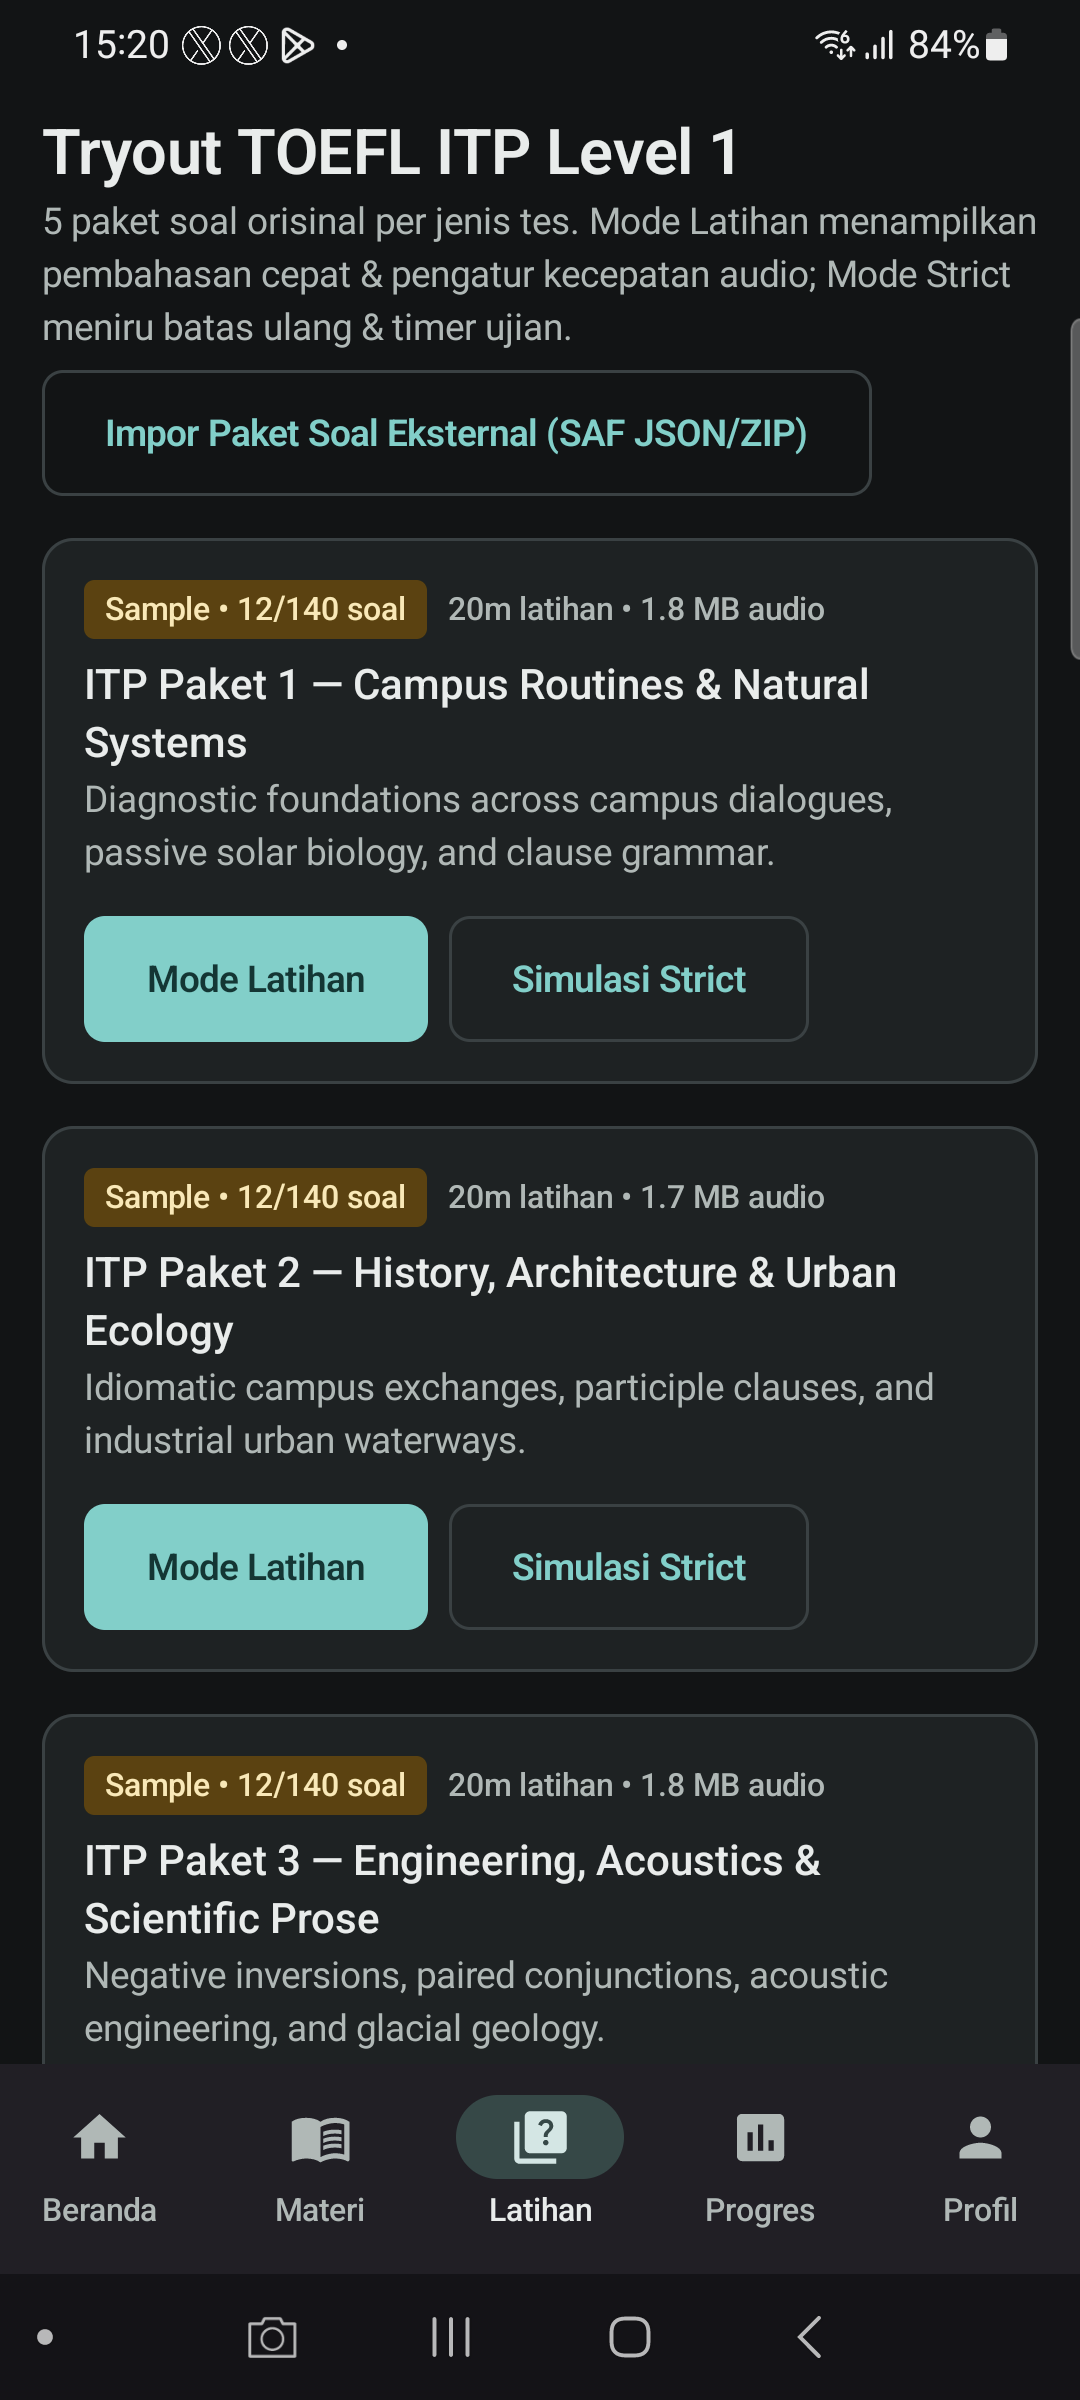 15:20
84%
Tryout TOEFL ITP Level 1
5 paket soal orisinal per jenis tes. Mode Latihan menampilkan
pembahasan cepat & pengatur kecepatan audio; Mode Strict
meniru batas ulang & timer ujian.
Impor Paket Soal Eksternal (SAF JSON/ZIP)
Sample • 12/140 soal
20m latihan • 1.8 MB audio
ITP Paket 1 — Campus Routines & Natural
Systems
Diagnostic foundations across campus dialogues,
passive solar biology, and clause grammar.
Mode Latihan
Simulasi Strict
Sample • 12/140 soal
20m latihan • 1.7 MB audio
ITP Paket 2 — History, Architecture & Urban
Ecology
Idiomatic campus exchanges, participle clauses, and
industrial urban waterways.
Mode Latihan
Simulasi Strict
Sample • 12/140 soal
20m latihan • 1.8 MB audio
ITP Paket 3 — Engineering, Acoustics &
Scientific Prose
Negative inversions, paired conjunctions, acoustic
engineering, and glacial geology.
Beranda
Materi
Latihan
Progres
Profil